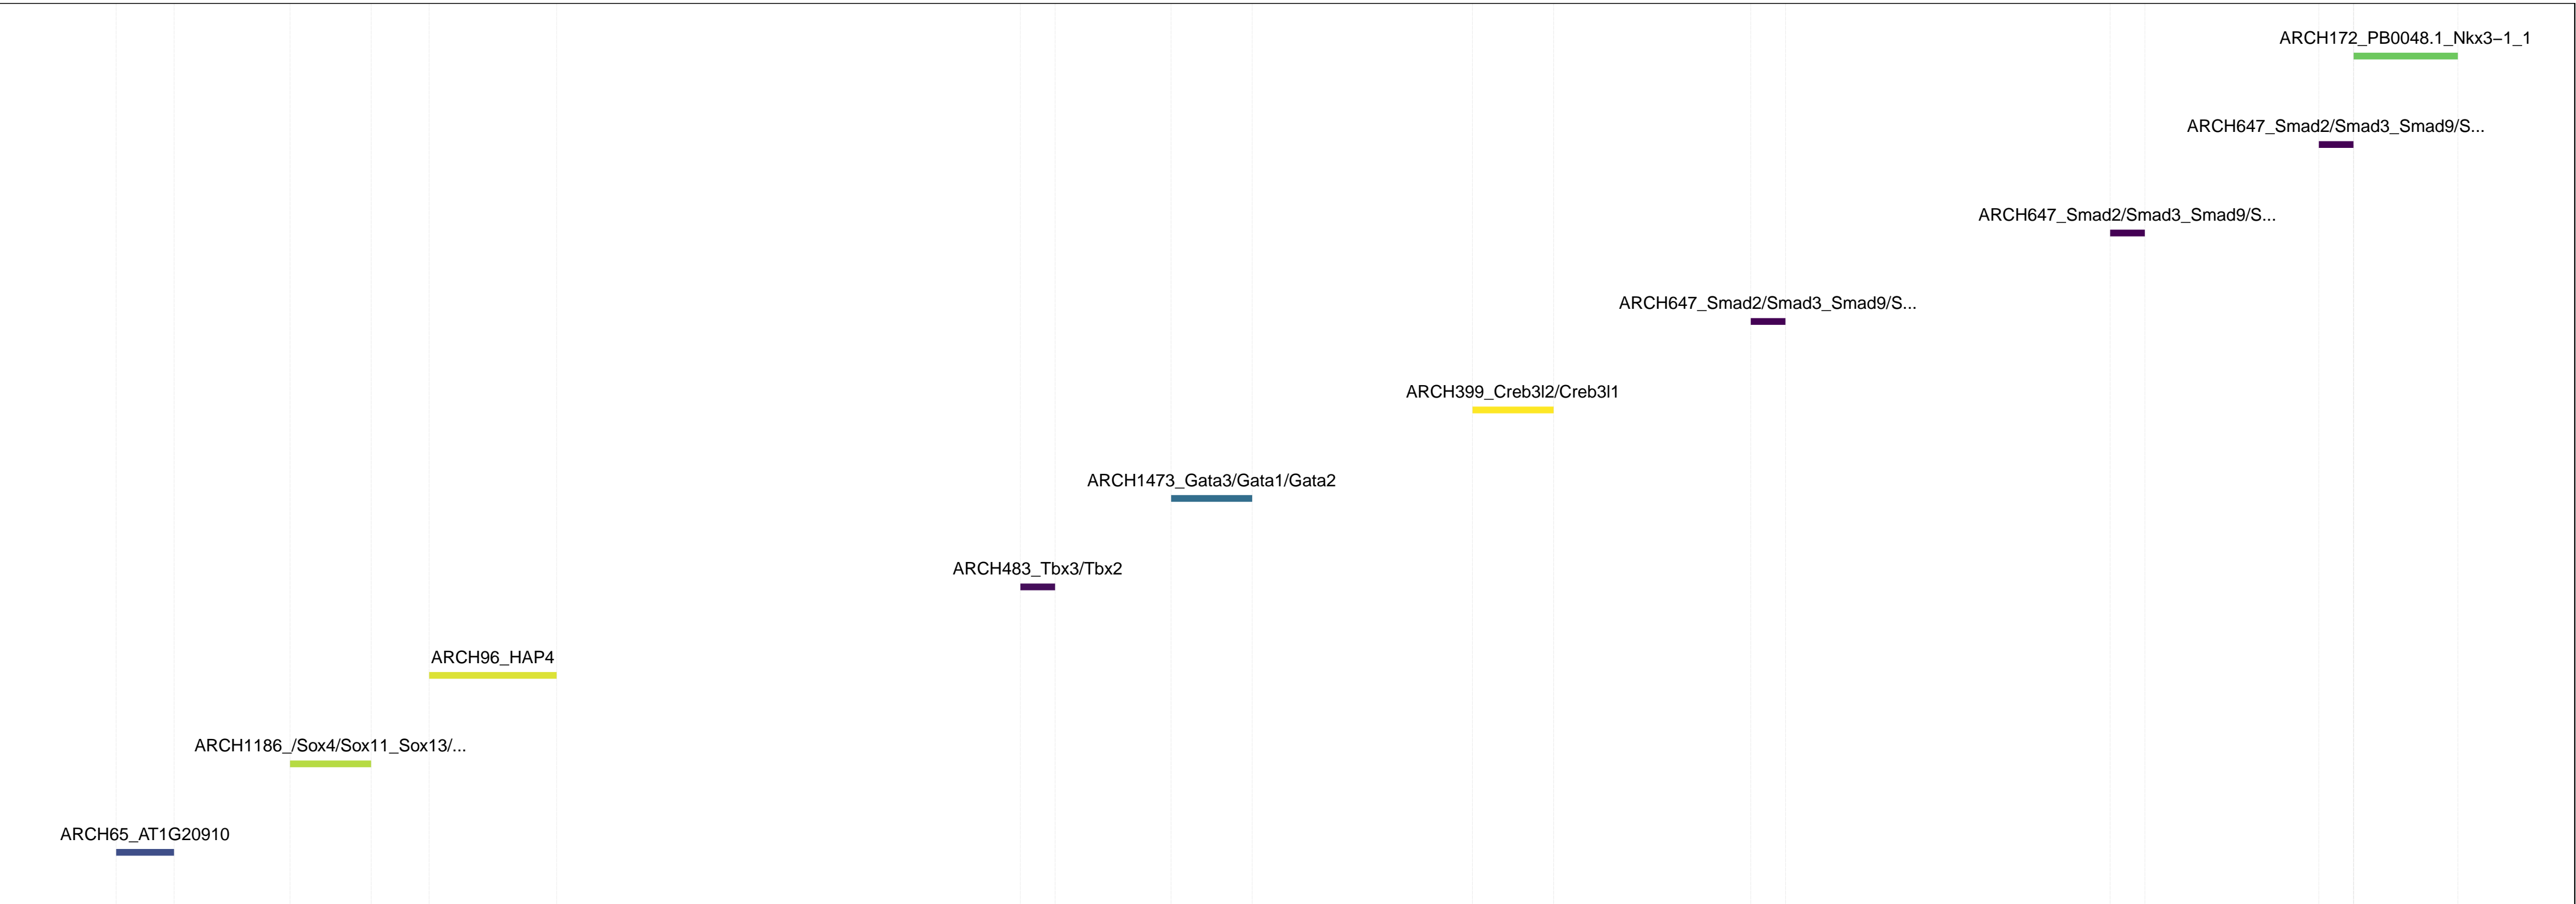 ARCH172_PB0048.1_Nkx3−1_1
ARCH647_Smad2/Smad3_Smad9/S...
ARCH647_Smad2/Smad3_Smad9/S...
ARCH647_Smad2/Smad3_Smad9/S...
ARCH399_Creb3l2/Creb3l1
ARCH1473_Gata3/Gata1/Gata2
ARCH483_Tbx3/Tbx2
ARCH96_HAP4
ARCH1186_/Sox4/Sox11_Sox13/...
ARCH65_AT1G20910